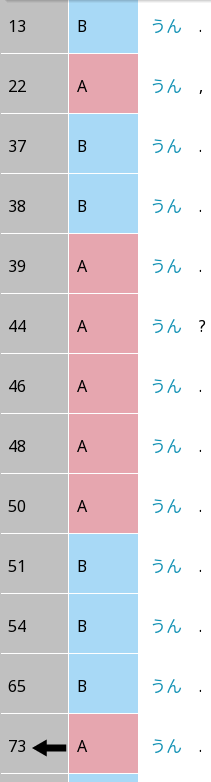 13 B うん .
22 A うん ,
37 B うん .
38 B うん .
39 A うん .
44 A うん ?
46 A うん .
48 A うん .
50 A うん .
51 B うん .
54 B うん .
65 B うん .
73 A うん .